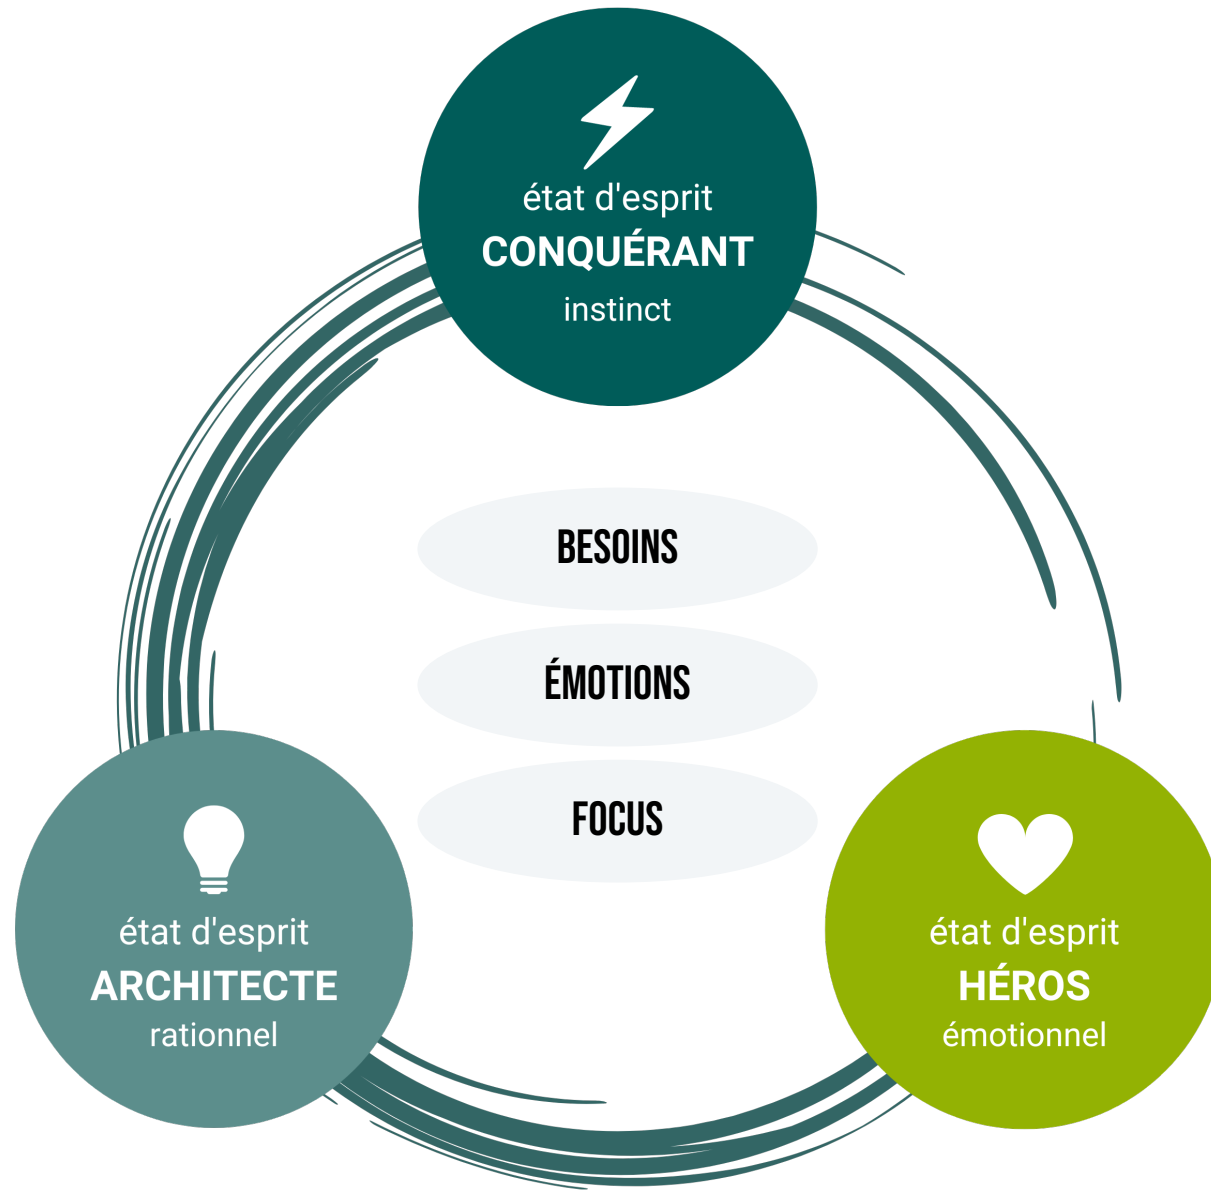 état d'esprit
CONQUÉRANT
instinct
BESOINS
ÉMOTIONS
FOCUS
état d'esprit
ARCHITECTE
rationnel
état d'esprit
HÉROS
émotionnel